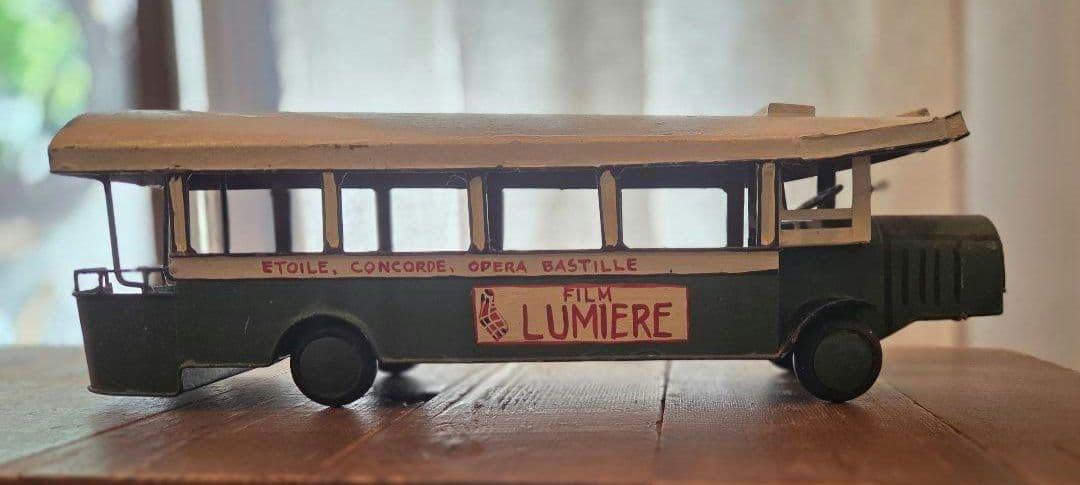 ETOILE, CONCORDE, OPERA BASTILLE
FILM
LUMIERE